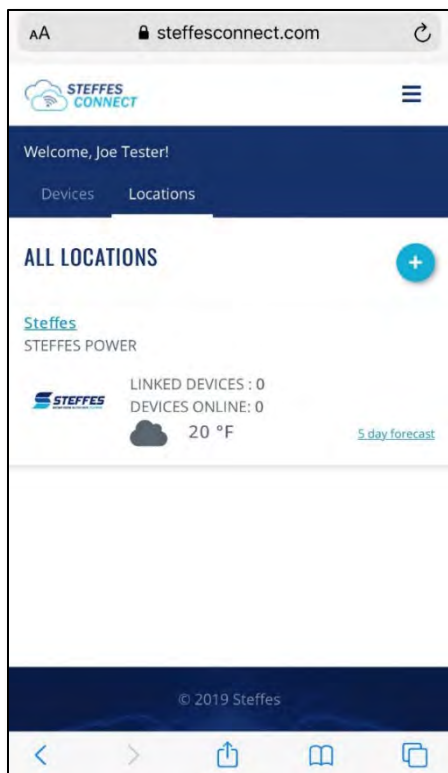 AA steffesconnect.com
STEFFES
CONNECT
Welcome, Joe Tester!
Devices Locations
ALL LOCATIONS
+
Steffes
STEFFES POWER
STEFFES
LINKED DEVICES : 0
DEVICES ONLINE: 0
20 °F
5 day forecast
© 2019 Steffes